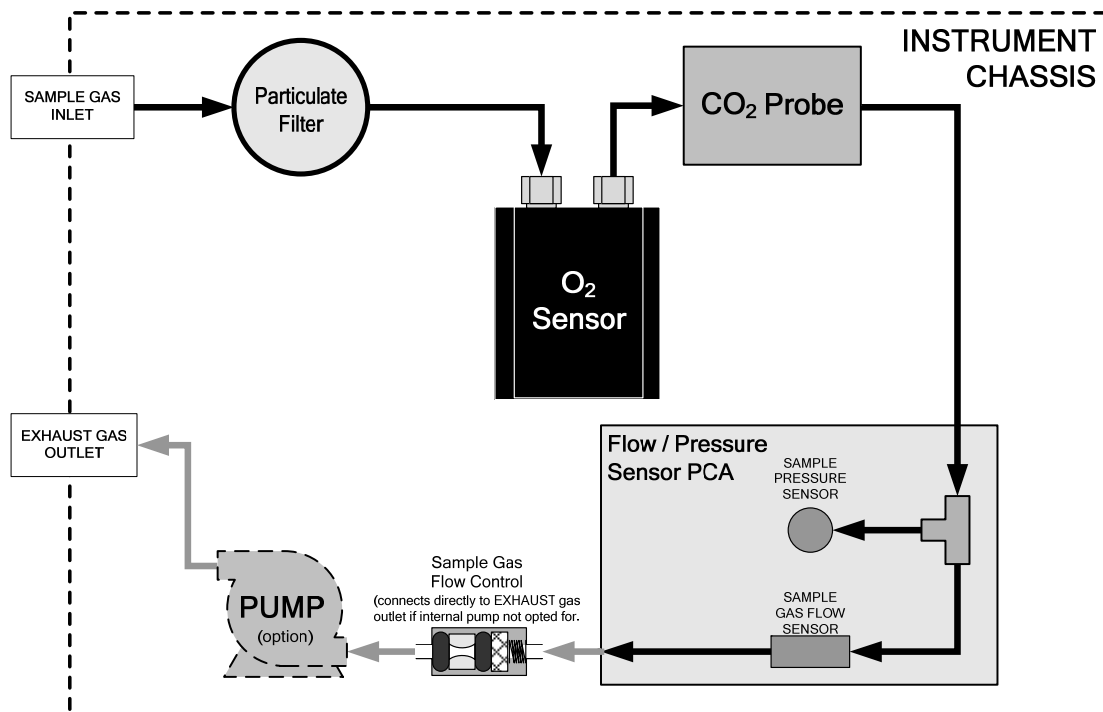 INSTRUMENT
CHASSIS
SAMPLE GAS
INLET
Particulate
Filter
CO₂ Probe
O₂
Sensor
EXHAUST GAS
OUTLET
Flow / Pressure
Sensor PCA
SAMPLE
PRESSURE
SENSOR
Sample Gas
Flow Control
(connects directly to EXHAUST gas
outlet if internal pump not opted for.
SAMPLE
GAS FLOW
SENSOR
PUMP
(option)